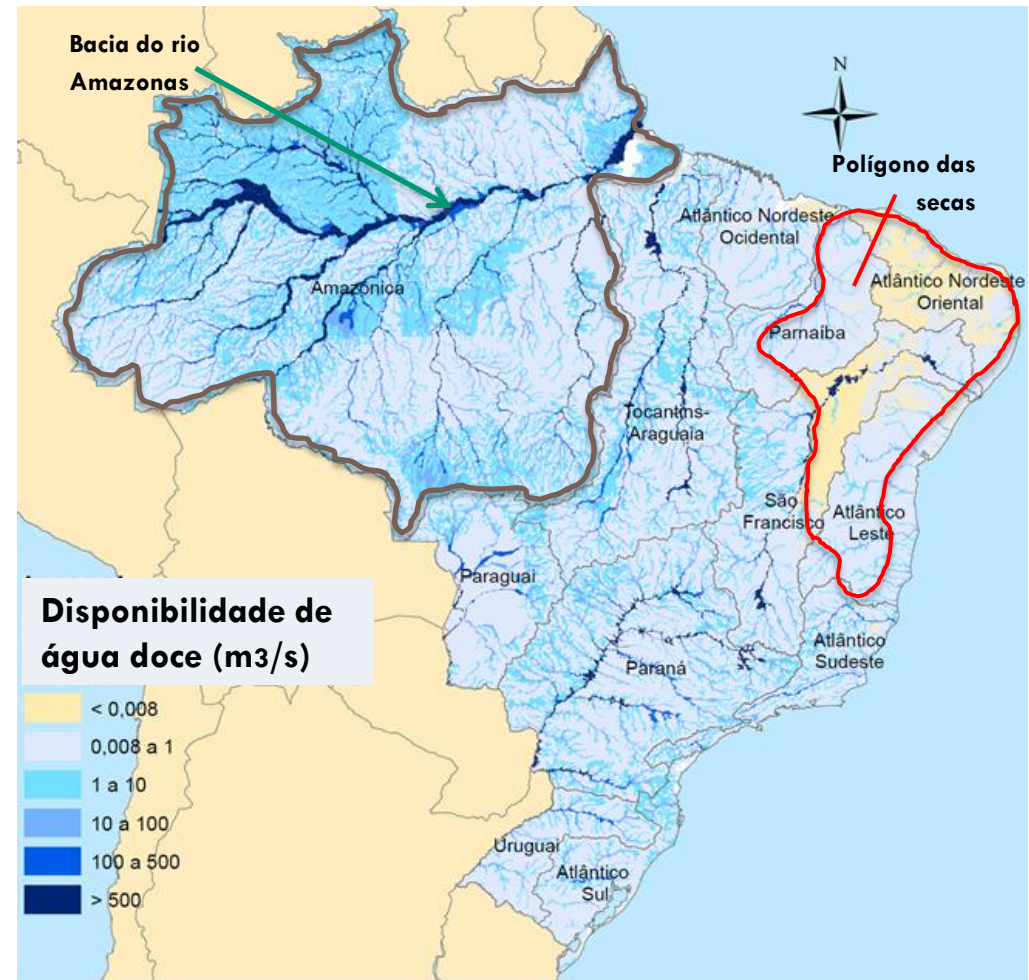 Bacia do rio
Amazonas
N
Polígono das
secas
Atlântico Nordeste
Ocidental
Atlântico Nordeste
Oriental
Amazônica
Parnaíba
Tocantins-
Araguaia
São
Francisco
Atlântico
Leste
Paraguai
Disponibilidade de
água doce (m3/s)
Atlântico
Sudeste
Paraná
< 0,008
0,008 a 1
1 a 10
10 a 100
100 a 500
> 500
Uruguai
Atlântico
Sul